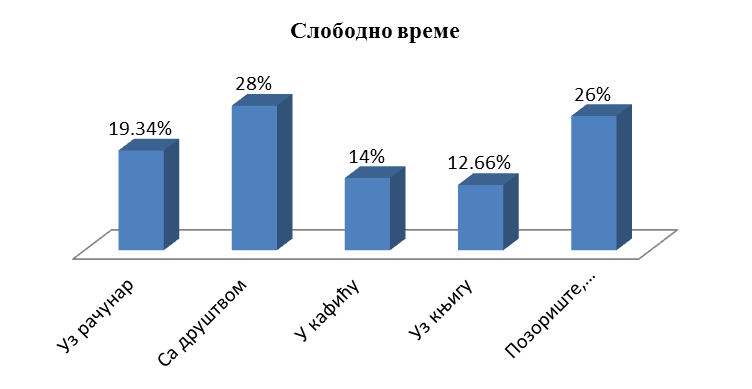 Слободно време
19.34%
28%
14%
12.66%
26%
Уз рачунар
Са друштвом
У кафићу
Уз књигу
Позориште,...